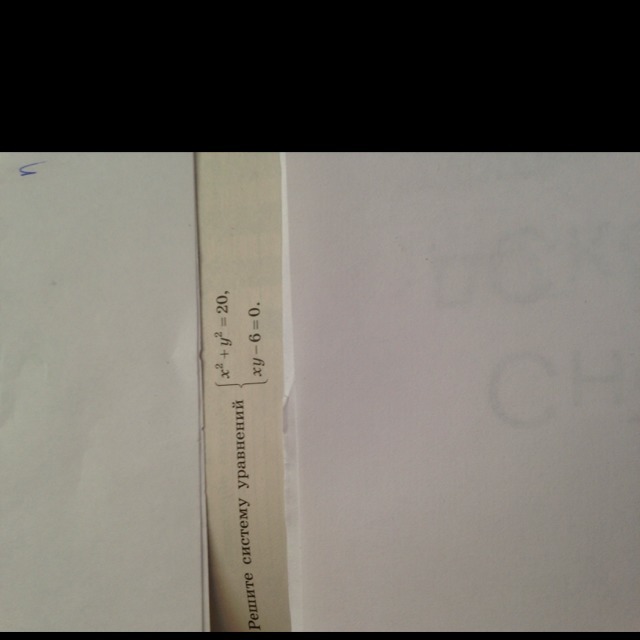 Решите систему уравнений { x² + y² = 20,
xy − 6 = 0.